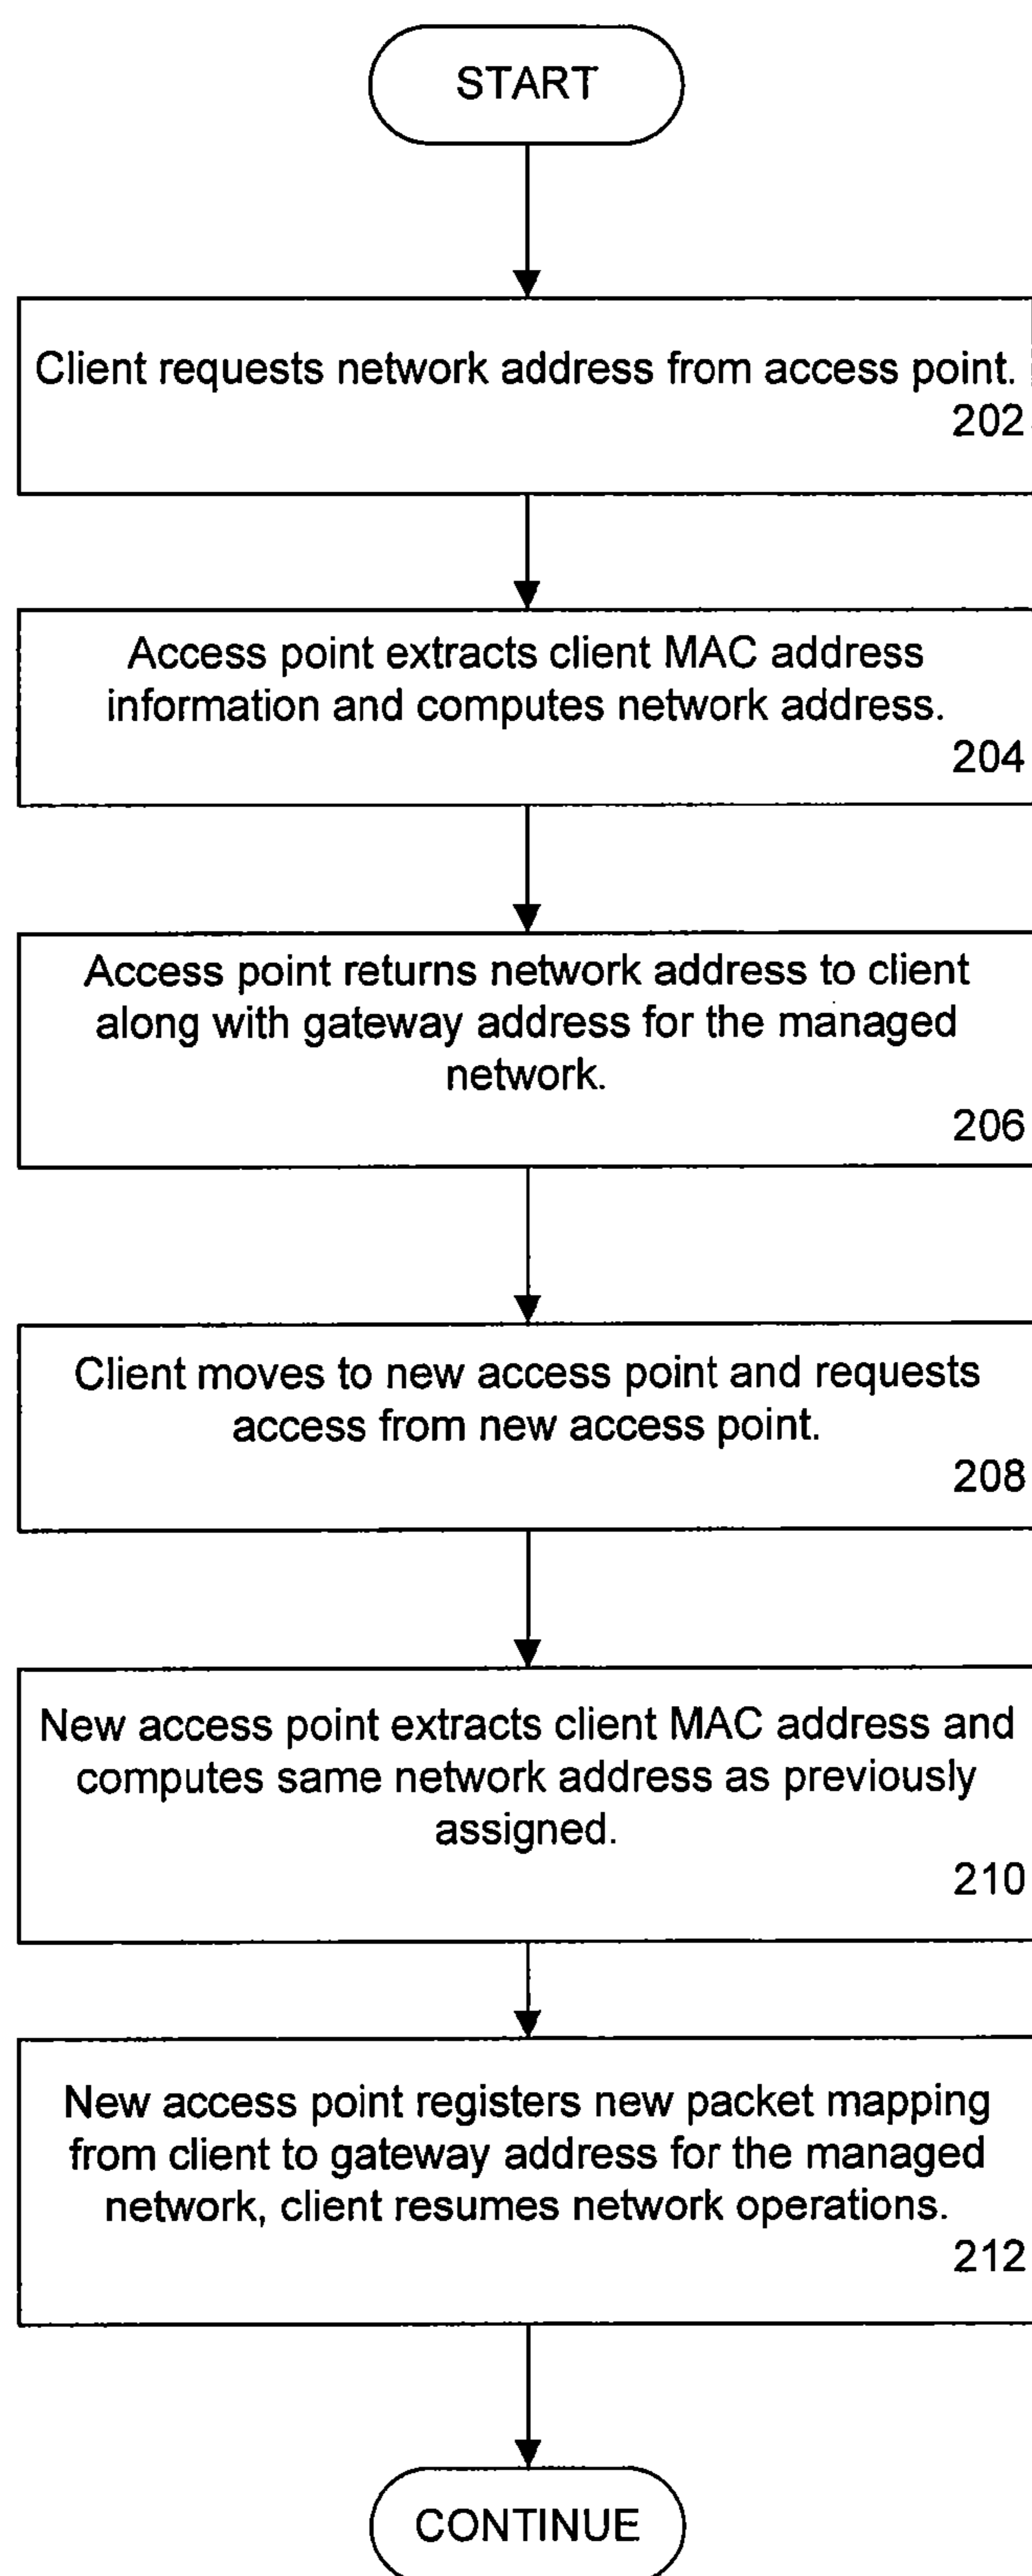 START
Client requests network address from access point.
202
Access point extracts client MAC address
information and computes network address.
204
Access point returns network address to client
along with gateway address for the managed
network.
206
Client moves to new access point and requests
access from new access point.
208
New access point extracts client MAC address and
computes same network address as previously
assigned.
210
New access point registers new packet mapping
from client to gateway address for the managed
network, client resumes network operations.
212
CONTINUE